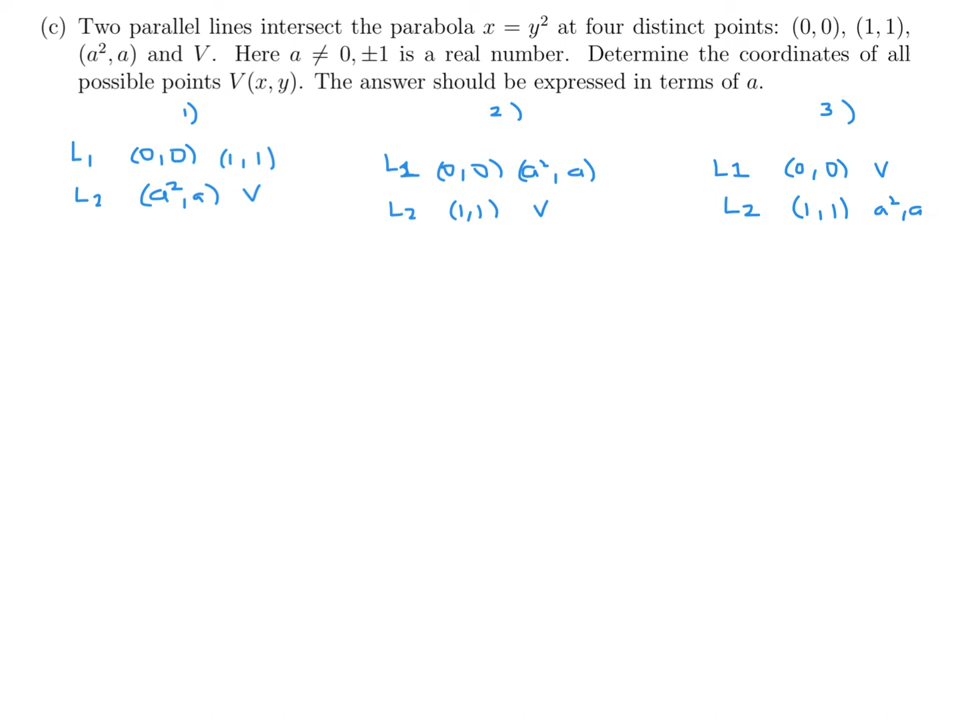 (c) Two parallel lines intersect the parabola x = y² at four distinct points: (0, 0), (1, 1),
(a², a) and V. Here a ≠ 0, ±1 is a real number. Determine the coordinates of all
possible points V(x, y). The answer should be expressed in terms of a.
1) 2) 3)
L₁ (0,0) (1,1)
L₂ (a², a) V
L1 (0,0) (a², a)
L₂ (1,1) V
L1 (0,0) V
L2 (1,1) a², a